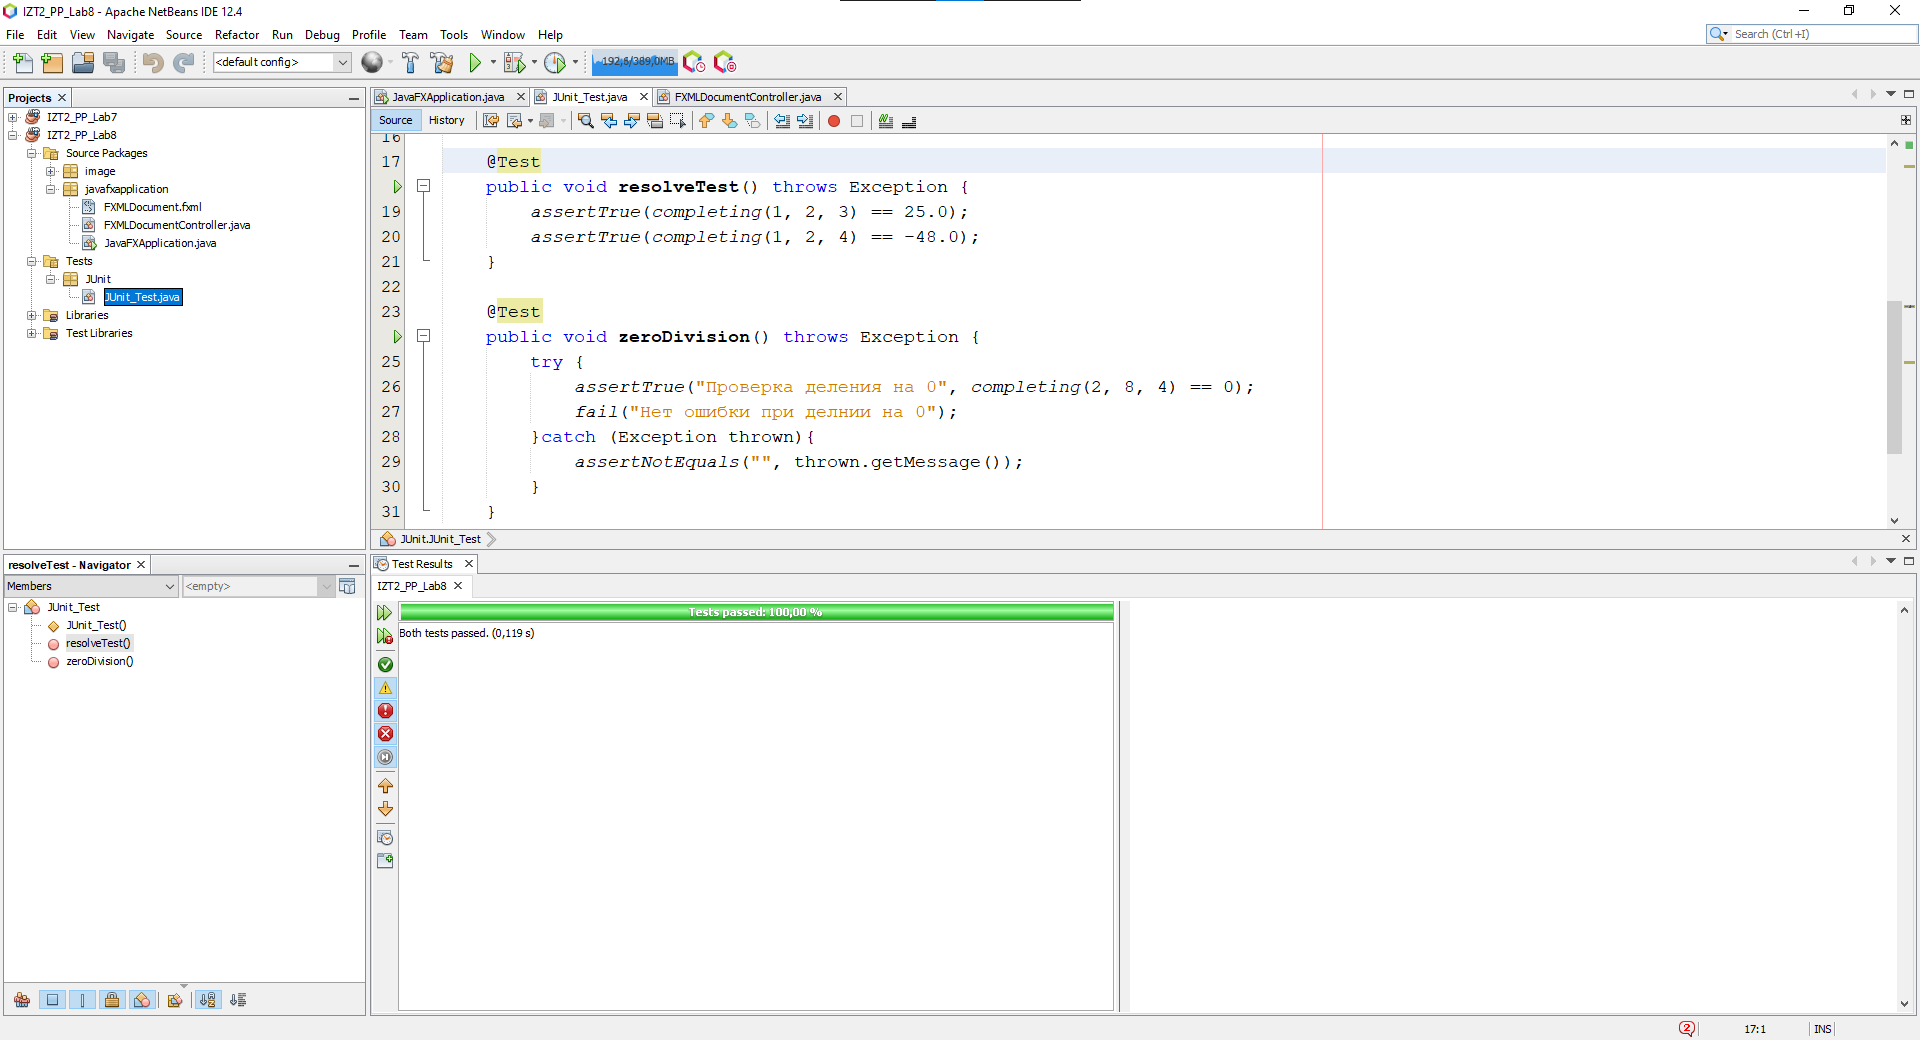 IZT2_PP_Lab8 - Apache NetBeans IDE 12.4
File Edit View Navigate Source Refactor Run Debug Profile Team Tools Window Help
Search (Ctrl+I)
<default config>
192,6/389,0MB
Projects
IZT2_PP_Lab7
IZT2_PP_Lab8
Source Packages
image
javafxapplication
FXMLDocument.fxml
FXMLDocumentController.java
JavaFXApplication.java
Tests
JUnit
JUnit_Test.java
Libraries
Test Libraries
JavaFXApplication.java JUnit_Test.java FXMLDocumentController.java
Source History
16
17 @Test
public void resolveTest() throws Exception {
19 assertTrue(completing(1, 2, 3) == 25.0);
20 assertTrue(completing(1, 2, 4) == -48.0);
21 }
22
23 @Test
public void zeroDivision() throws Exception {
25 try {
26 assertTrue("Проверка деления на 0", completing(2, 8, 4) == 0);
27 fail("Нет ошибки при делнии на 0");
28 }catch (Exception thrown){
29 assertNotEquals("", thrown.getMessage());
30 }
31 }
JUnit.JUnit_Test
resolveTest - Navigator
Members <empty>
JUnit_Test
JUnit_Test()
resolveTest()
zeroDivision()
Test Results
IZT2_PP_Lab8
Tests passed: 100,00 %
Both tests passed. (0,119 s)
2 17:1 INS